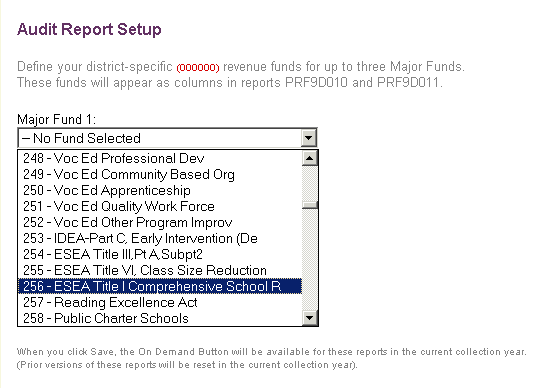 Audit Report Setup
Define your district-specific (000000) revenue funds for up to three Major Funds.
These funds will appear as columns in reports PRF9D010 and PRF9D011.
Major Fund 1:
-- No Fund Selected
248 - Voc Ed Professional Dev
249 - Voc Ed Community Based Org
250 - Voc Ed Apprenticeship
251 - Voc Ed Quality Work Force
252 - Voc Ed Other Program Improv
253 - IDEA-Part C, Early Intervention (De
254 - ESEA Title III,Pt A,Subpt2
255 - ESEA Title VI, Class Size Reduction
256 - ESEA Title I Comprehensive School R
257 - Reading Excellence Act
258 - Public Charter Schools
When you click Save, the On Demand Button will be available for these reports in the current collection year.
(Prior versions of these reports will be reset in the current collection year).